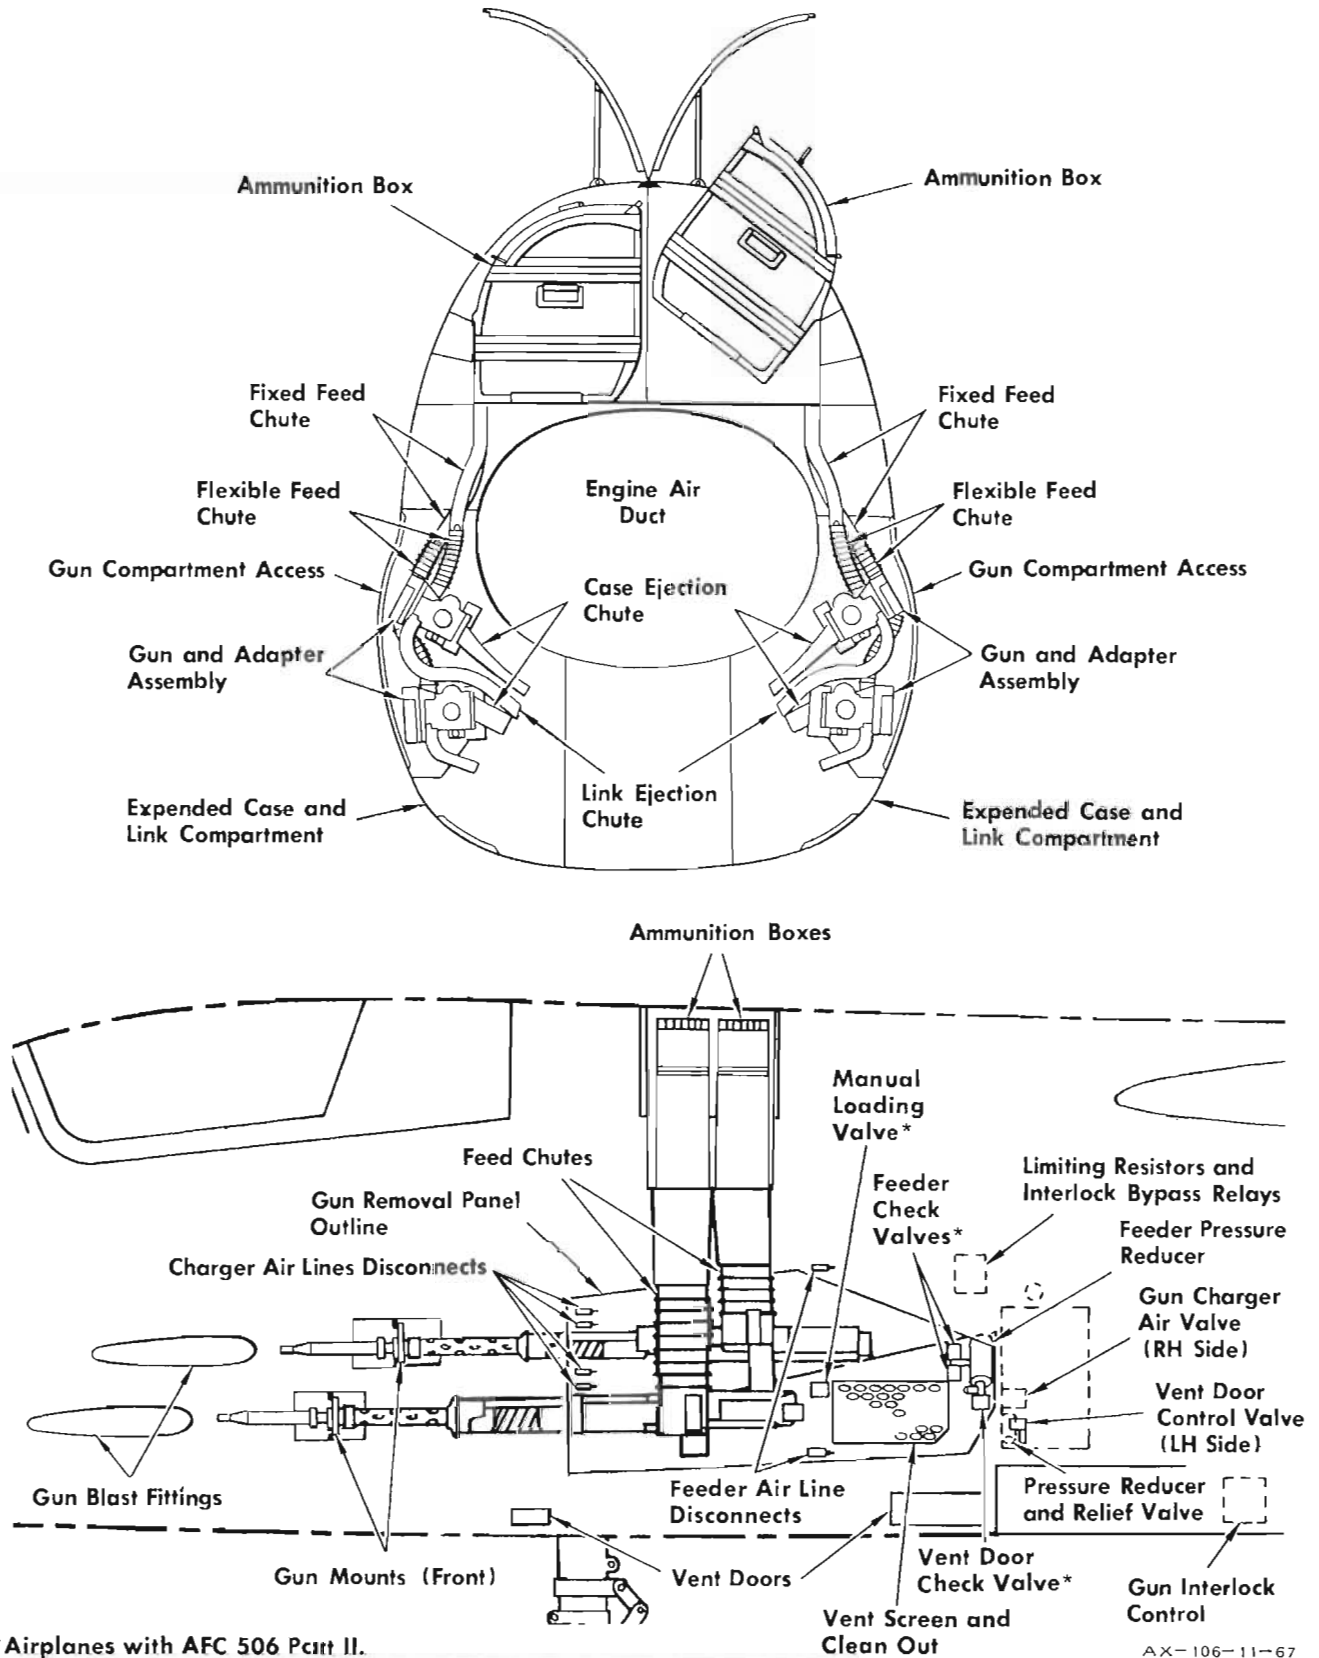 Ammunition Box
Ammunition Box
Fixed Feed
Chute
Fixed Feed
Chute
Flexible Feed
Chute
Engine Air
Duct
Flexible Feed
Chute
Gun Compartment Access
Case Ejection
Chute
Gun Compartment Access
Gun and Adapter
Assembly
Gun and Adapter
Assembly
Expended Case and
Link Compartment
Link Ejection
Chute
Expended Case and
Link Compartment
Ammunition Boxes
Manual
Loading
Valve*
Feed Chutes
Gun Removal Panel
Outline
Charger Air Lines Disconnects
Feeder
Check
Valves*
Limiting Resistors and
Interlock Bypass Relays
Feeder Pressure
Reducer
Gun Charger
Air Valve
(RH Side)
Vent Door
Control Valve
(LH Side)
Gun Blast Fittings
Feeder Air Line
Disconnects
Pressure Reducer
and Relief Valve
Gun Mounts (Front)
Vent Doors
Vent Door
Check Valve*
Gun Interlock
Control
Vent Screen and
Clean Out
*Airplanes with AFC 506 Part II.
AX-106-11-67